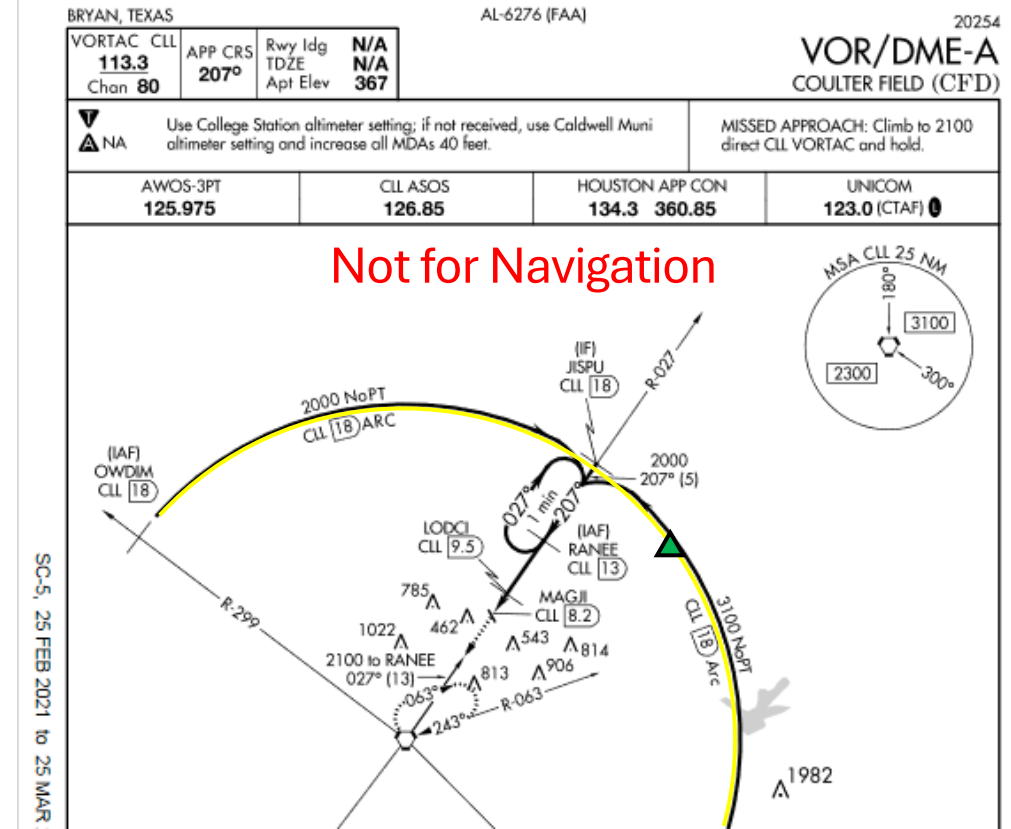 BRYAN, TEXAS
AL-6276 (FAA)
20254
VORTAC CLL
113.3
Chan 80
APP CRS
207°
Rwy ldg N/A
TDZE N/A
Apt Elev 367
VOR/DME-A
COULTER FIELD (CFD)
T
A NA
Use College Station altimeter setting; if not received, use Caldwell Muni
altimeter setting and increase all MDAs 40 feet.
MISSED APPROACH: Climb to 2100
direct CLL VORTAC and hold.
AWOS-3PT
125.975
CLL ASOS
126.85
HOUSTON APP CON
134.3 360.85
UNICOM
123.0 (CTAF) L
Not for Navigation
MSA CLL 25 NM
180°
3100
2300
300°
(IF)
JISPU
CLL 18
R-027
2000 NoPT
CLL 18 ARC
(IAF)
OWDIM
CLL 18
2000
207° (5)
027°
1 min
207°
LODCI
CLL 9.5
(IAF)
RANEE
CLL 13
MAGJI
CLL 8.2
785
462
1022
543
814
906
813
2100 to RANEE
027° (13)
R-299
063°
243°
R-063
3100 NoPT
CLL 18 Arc
1982
SC-5, 25 FEB 2021 to 25 MAR